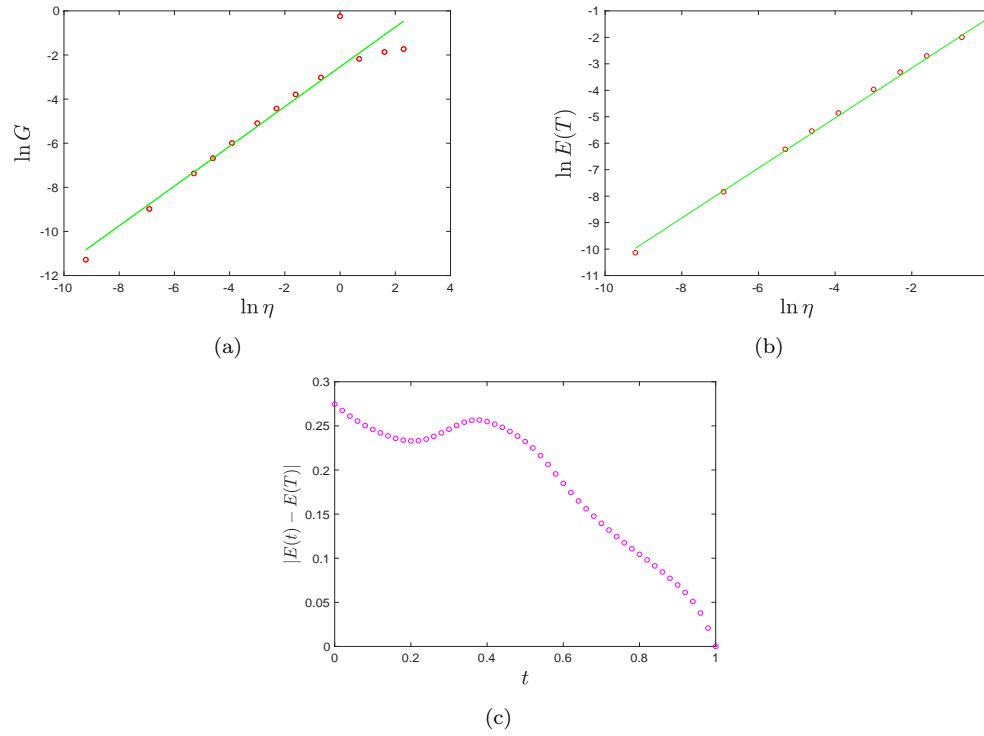 0
-2
-4
-6
-8
-10
-12
-10 -8 -6 -4 -2 0 2 4
ln G
ln η
(a)
-1
-2
-3
-4
-5
-6
-7
-8
-9
-10
-11
-10 -8 -6 -4 -2
ln E(T)
ln η
(b)
0.3
0.25
0.2
0.15
0.1
0.05
0
0 0.2 0.4 0.6 0.8 1
|E(t) − E(T)|
t
(c)